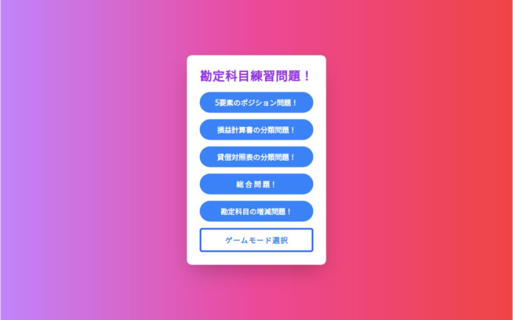 勘定科目練習問題！
5要素のポジション問題！
損益計算書の分類問題！
貸借対照表の分類問題！
総合問題！
勘定科目の増減問題！
ゲームモード選択